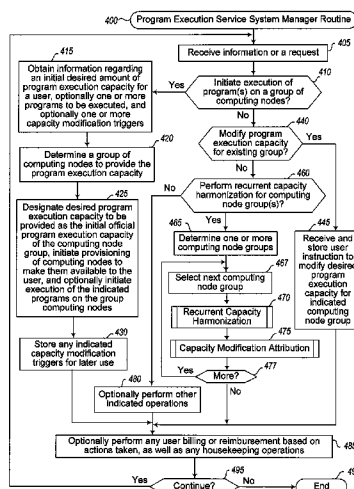 400
Program Execution Service System Manager Routine
405
Receive information or a request
410
Initiate execution of
program(s) on a group of
computing nodes?
Yes
No
415
Obtain information regarding
an initial desired amount of
program execution capacity for
a user, optionally one or more
programs to be executed, and
optionally one or more
capacity modification triggers
420
Determine a group of
computing nodes to provide the
program execution capacity
425
Designate desired program
execution capacity to be
provided as the initial official
program execution capacity
of the computing node
group, initiate provisioning
of computing nodes to
make them available to the
user, and optionally initiate
execution of the indicated
programs on the group
computing nodes
430
Store any indicated
capacity modification
triggers for later use
440
Modify program
execution capacity for
existing group?
Yes
No
460
Perform recurrent capacity
harmonization for computing
node group(s)?
No
Yes
445
Receive and
store user
instruction to
modify desired
program
execution
capacity for
indicated
computing
node group
465
Determine one or more
computing node groups
467
Select next computing
node group
470
Recurrent Capacity
Harmonization
475
Capacity Modification Attribution
477
More?
Yes
No
480
Optionally perform other
indicated operations
488
Optionally perform any user billing or reimbursement based on
actions taken, as well as any housekeeping operations
495
Continue?
Yes
No
End